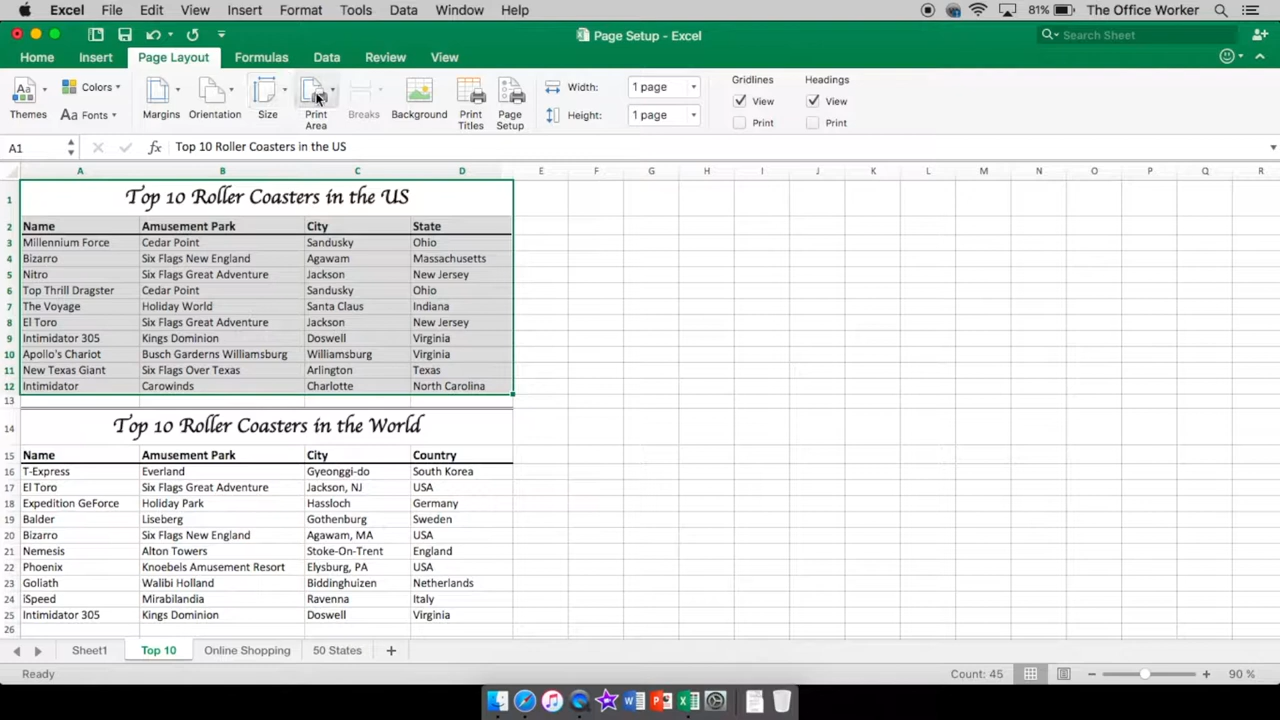 Excel File Edit View Insert Format Tools Data Window Help 81% The Office Worker
Page Setup - Excel Search Sheet
Home Insert Page Layout Formulas Data Review View
Themes Colors Fonts Margins Orientation Size Print Area Breaks Background Print Titles Page Setup Width: 1 page Height: 1 page Gridlines View Print Headings View Print
A1 fx Top 10 Roller Coasters in the US
A B C D E F G H I J K L M N O P Q R
1 Top 10 Roller Coasters in the US
2 Name Amusement Park City State
3 Millennium Force Cedar Point Sandusky Ohio
4 Bizarro Six Flags New England Agawam Massachusetts
5 Nitro Six Flags Great Adventure Jackson New Jersey
6 Top Thrill Dragster Cedar Point Sandusky Ohio
7 The Voyage Holiday World Santa Claus Indiana
8 El Toro Six Flags Great Adventure Jackson New Jersey
9 Intimidator 305 Kings Dominion Doswell Virginia
10 Apollo's Chariot Busch Garderns Williamsburg Williamsburg Virginia
11 New Texas Giant Six Flags Over Texas Arlington Texas
12 Intimidator Carowinds Charlotte North Carolina
13
14 Top 10 Roller Coasters in the World
15 Name Amusement Park City Country
16 T-Express Everland Gyeonggi-do South Korea
17 El Toro Six Flags Great Adventure Jackson, NJ USA
18 Expedition GeForce Holiday Park Hassloch Germany
19 Balder Liseberg Gothenburg Sweden
20 Bizarro Six Flags New England Agawam, MA USA
21 Nemesis Alton Towers Stoke-On-Trent England
22 Phoenix Knoebels Amusement Resort Elysburg, PA USA
23 Goliath Walibi Holland Biddinghuizen Netherlands
24 iSpeed Mirabilandia Ravenna Italy
25 Intimidator 305 Kings Dominion Doswell Virginia
26
Sheet1 Top 10 Online Shopping 50 States +
Ready Count: 45 90 %